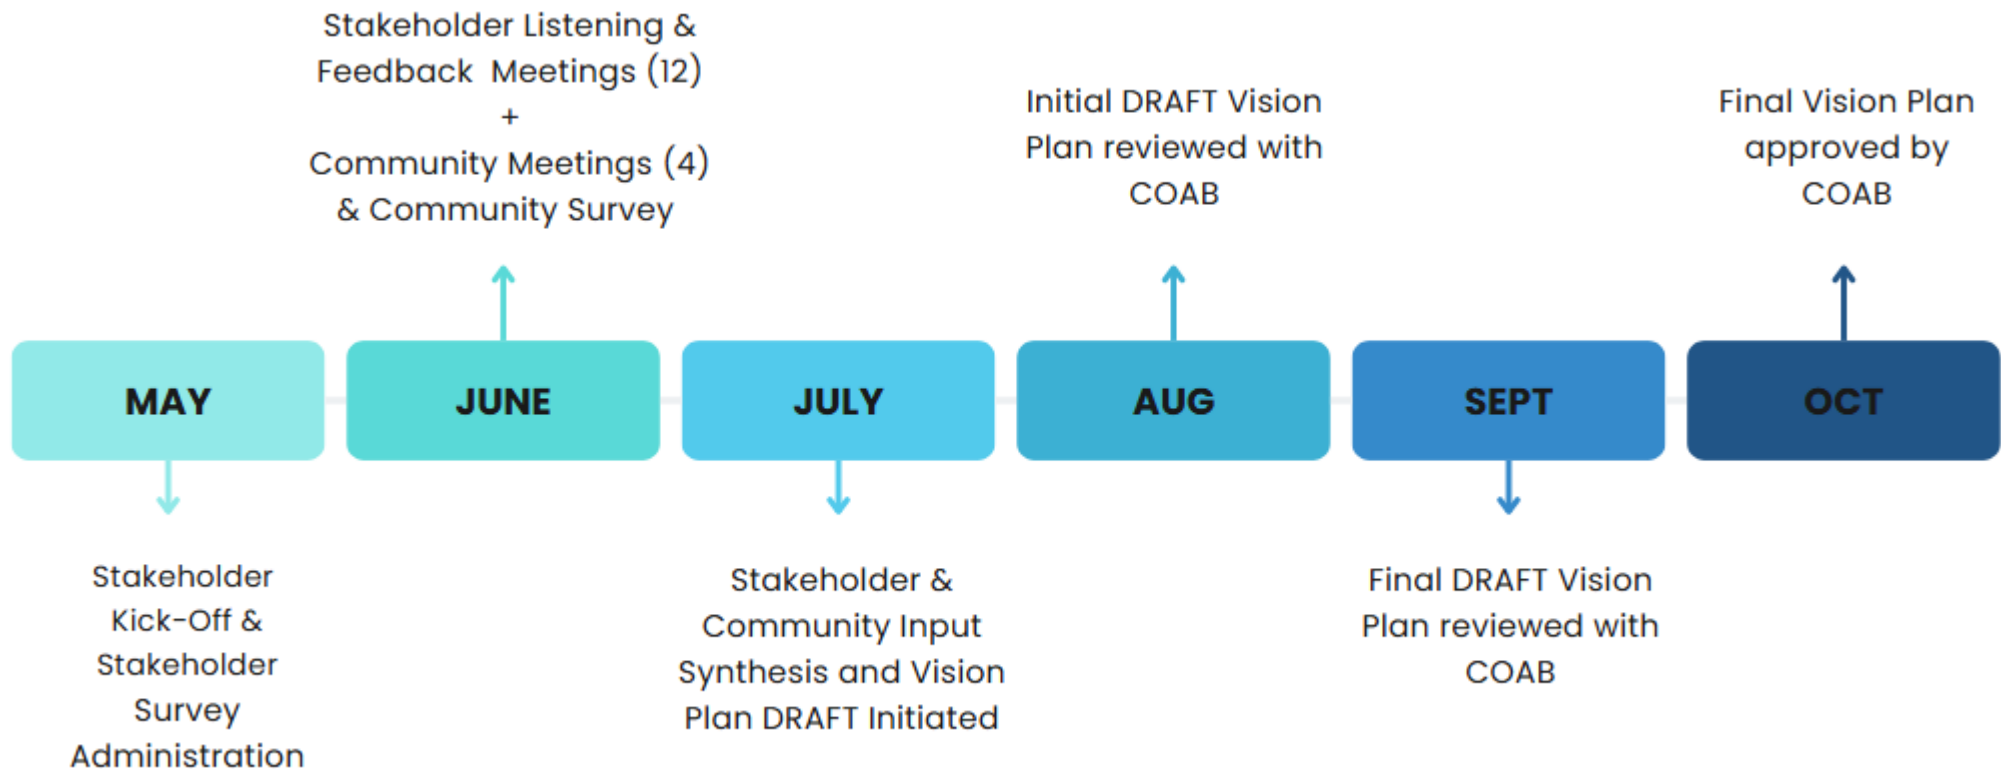 Stakeholder Listening &
Feedback Meetings (12)
+
Community Meetings (4)
& Community Survey
Initial DRAFT Vision
Plan reviewed with
COAB
Final Vision Plan
approved by
COAB
MAY
JUNE
JULY
AUG
SEPT
OCT
Stakeholder
Kick-Off &
Stakeholder
Survey
Administration
Stakeholder &
Community Input
Synthesis and Vision
Plan DRAFT Initiated
Final DRAFT Vision
Plan reviewed with
COAB